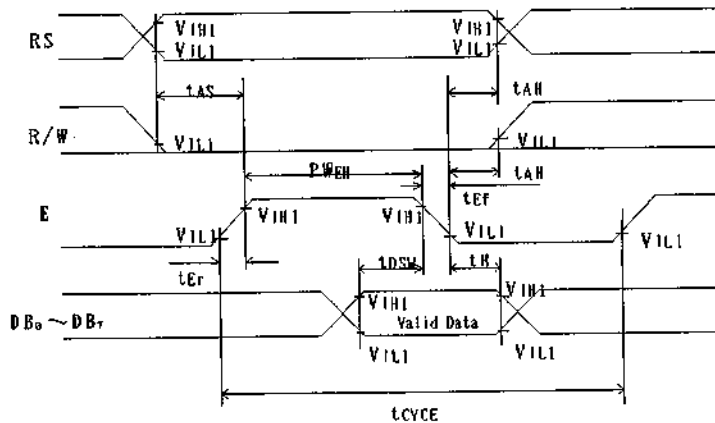 RS
VIH1
VIL1
VIH1
VIL1
tAS
tAH
R/W
VIL1
VIL1
PWEH
tAH
tEf
E
VIH1
VIH1
VIL1
VIL1
VIL1
tEr
tDSW
tH
DB0 ~ DB7
VIH1
Valid Data
VIH1
VIL1
VIL1
tCYCE